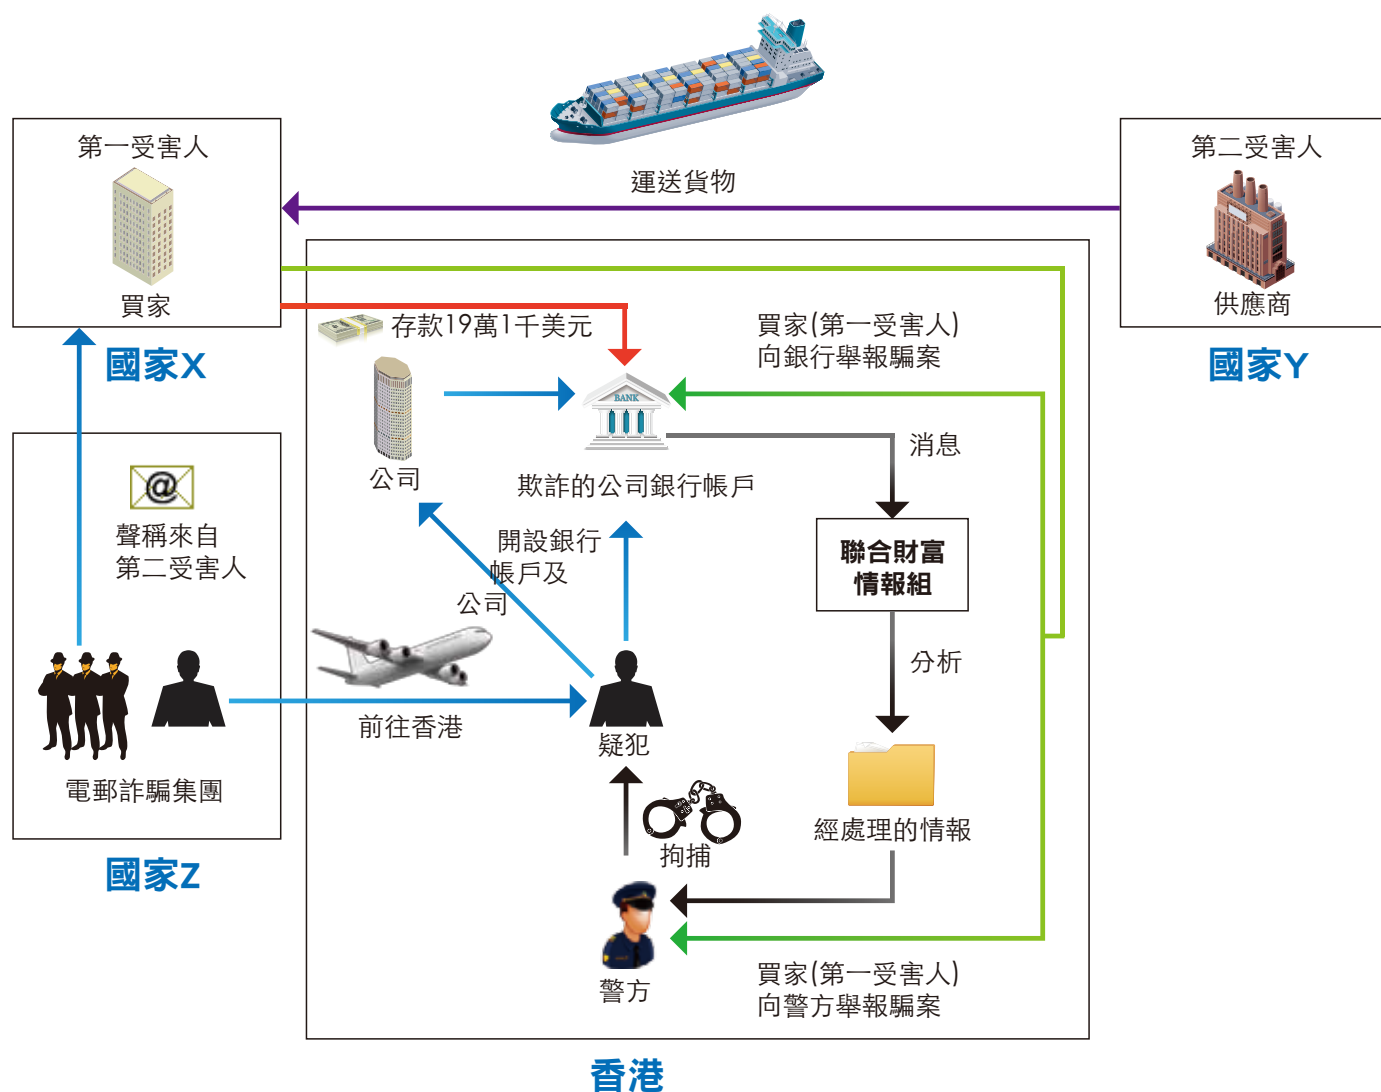 第一受害人
買家
國家X
運送貨物
第二受害人
供應商
國家Y
存款19萬1千美元
買家(第一受害人)
向銀行舉報騙案
BANK
公司
欺詐的公司銀行帳戶
消息
@
聲稱來自
第二受害人
開設銀行
帳戶及
公司
聯合財富
情報組
分析
前往香港
疑犯
電郵詐騙集團
國家Z
經處理的情報
拘捕
警方
買家(第一受害人)
向警方舉報騙案
香港